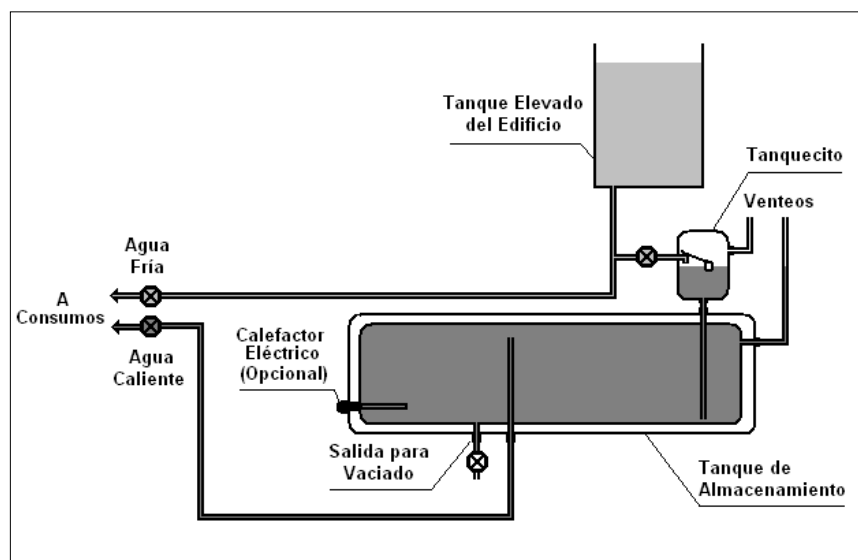 Tanque Elevado
del Edificio
Tanquecito
Venteos
Agua
Fría
A
Consumos
Agua
Caliente
Calefactor
Eléctrico
(Opcional)
Salida para
Vaciado
Tanque de
Almacenamiento